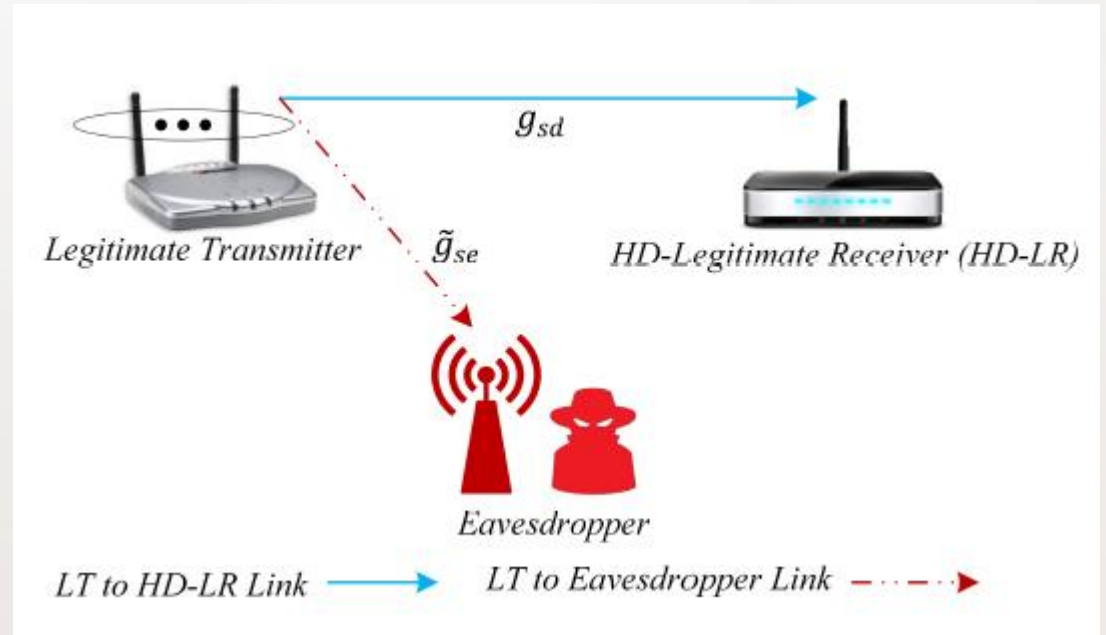 g_sd
Legitimate Transmitter
g̃_se
HD-Legitimate Receiver (HD-LR)
Eavesdropper
LT to HD-LR Link
LT to Eavesdropper Link